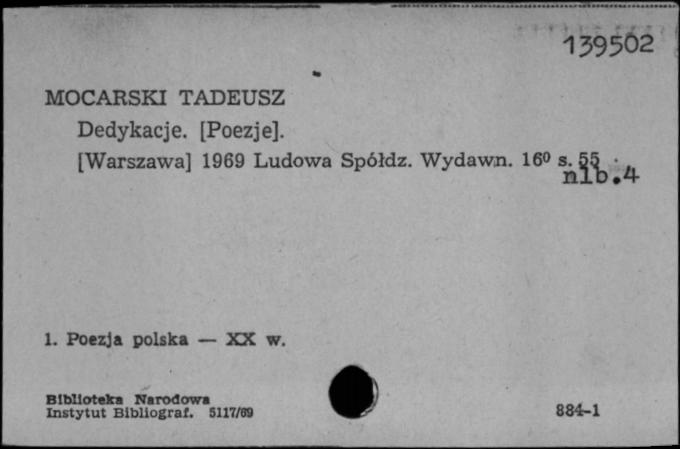 139502
MOCARSKI TADEUSZ
Dedykacje. [Poezje].
[Warszawa] 1969 Ludowa Spółdz. Wydawn. 16⁰ s. 55
nlb.4
1. Poezja polska — XX w.
Biblioteka Narodowa
Instytut Bibliograf. 5117/69
884-1